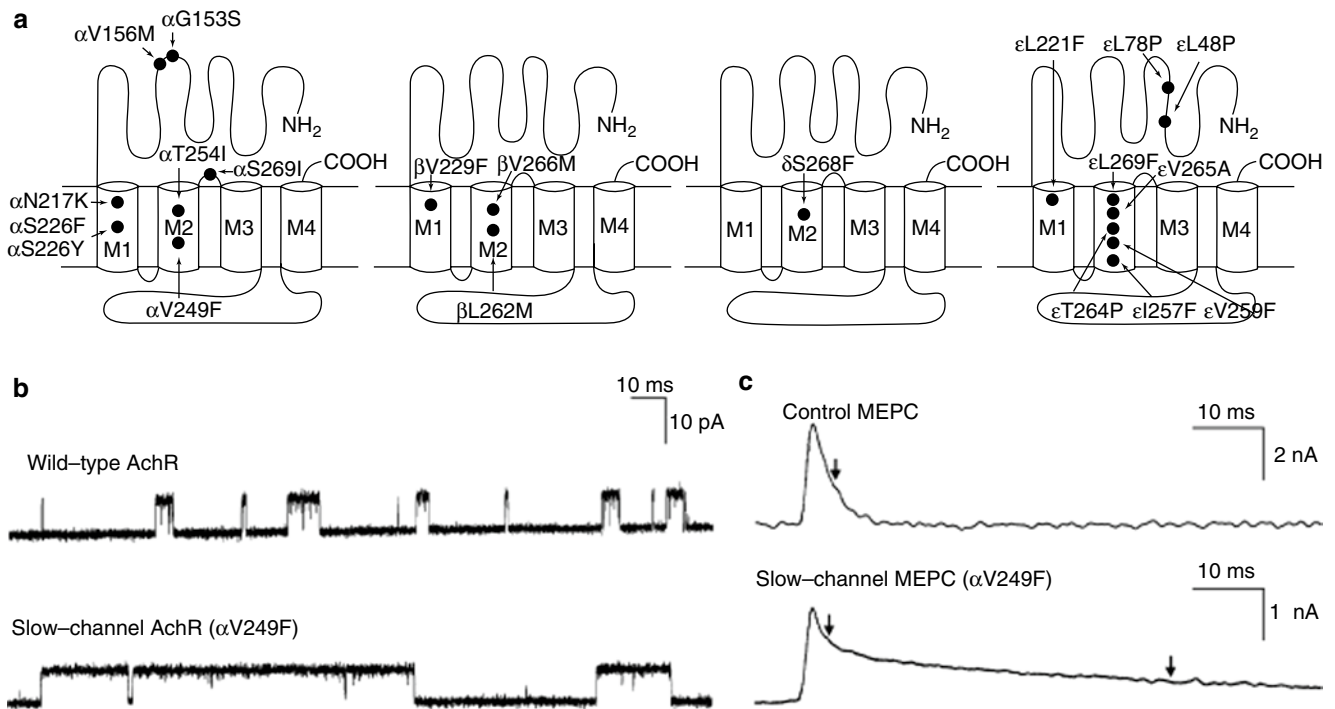 a
αV156M
αG153S
NH2
αT254I
αS269I
COOH
αN217K
αS226F
αS226Y
M1
M2
M3
M4
αV249F
NH2
βV229F
βV266M
COOH
M1
M2
M3
M4
βL262M
NH2
δS268F
COOH
M1
M2
M3
M4
εL221F
εL78P
εL48P
NH2
εL269F
εV265A
COOH
M1
M3
M4
εT264P
εI257F
εV259F
b
10 ms
10 pA
Wild–type AchR
Slow–channel AchR (αV249F)
c
Control MEPC
10 ms
2 nA
Slow–channel MEPC (αV249F)
10 ms
1 nA